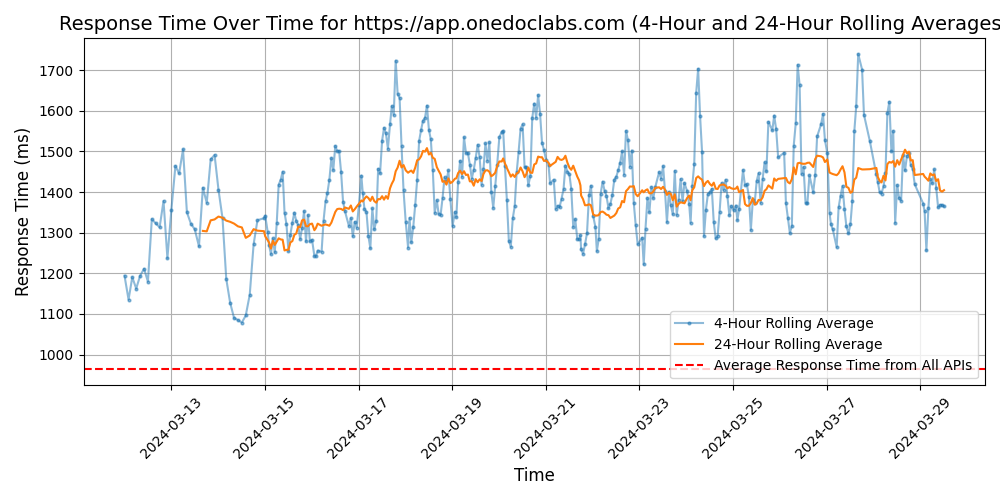 Response Time Over Time for https://app.onedoclabs.com (4-Hour and 24-Hour Rolling Averages
Response Time (ms)
1700
1600
1500
1400
1300
1200
1100
1000
4-Hour Rolling Average
24-Hour Rolling Average
Average Response Time from All APIs
2024-03-13
2024-03-15
2024-03-17
2024-03-19
2024-03-21
2024-03-23
2024-03-25
2024-03-27
2024-03-29
Time